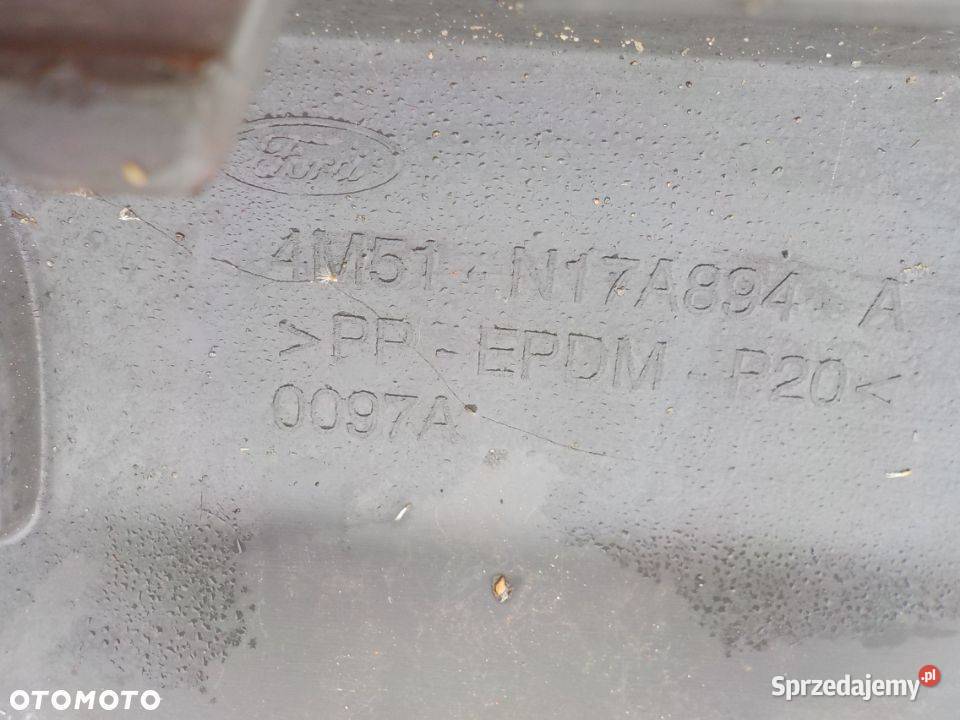 Ford
4M51 - N17A894 - A
>PP - EPDM - P20<
0097A
OTOMOTO
Sprzedajemy.pl